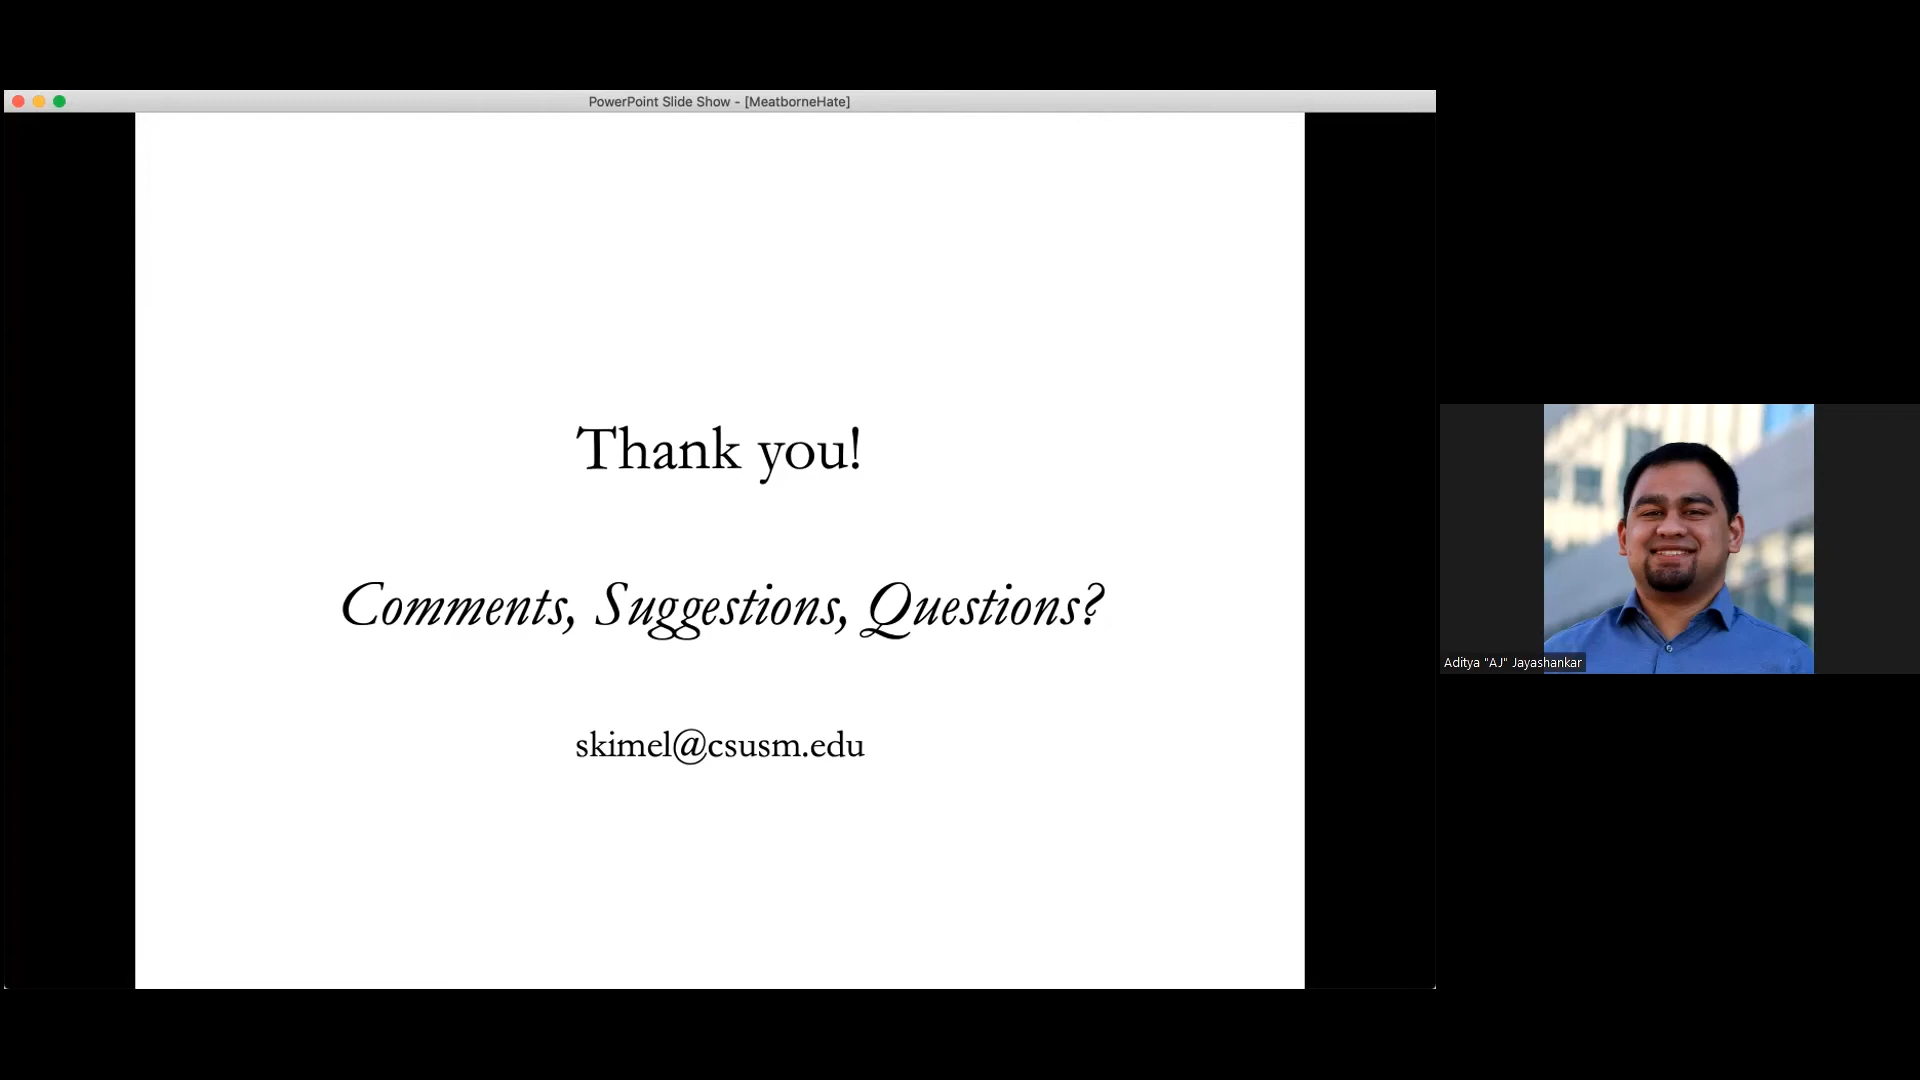 PowerPoint Slide Show - [MeatborneHate]
Thank you!
Comments, Suggestions, Questions?
skimel@csusm.edu
Aditya "AJ" Jayashankar